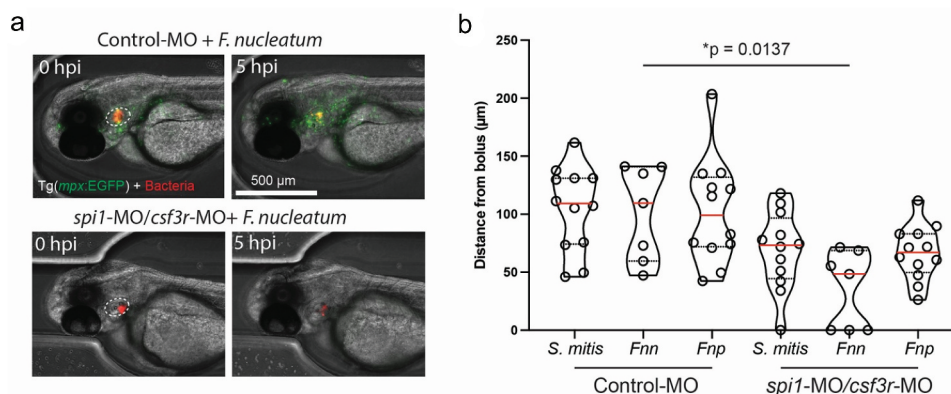 a
Control-MO + F. nucleatum
0 hpi
5 hpi
Tg(mpx:EGFP) + Bacteria
500 µm
spi1-MO/csf3r-MO+ F. nucleatum
0 hpi
5 hpi
b
*p = 0.0137
Distance from bolus (µm)
250
200
150
100
50
0
S. mitis Fnn Fnp S. mitis Fnn Fnp
Control-MO spi1-MO/csf3r-MO